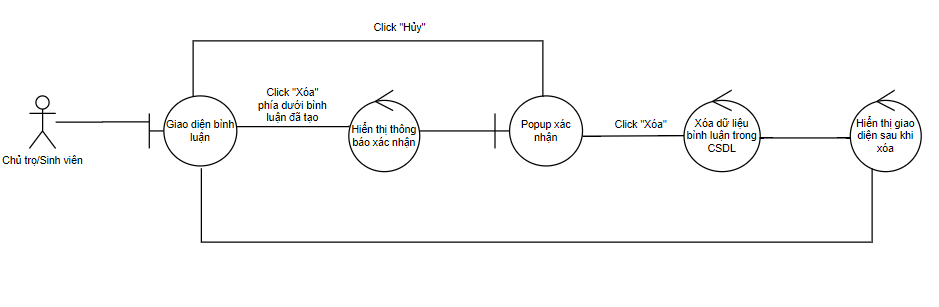 Click "Hủy"
Click "Xóa"
phía dưới bình
luận đã tạo
Giao diện bình
luận
Hiển thị thông
báo xác nhận
Popup xác
nhận
Click "Xóa"
Xóa dữ liệu
bình luận trong
CSDL
Hiển thị giao
diện sau khi
xóa
Chủ trọ/Sinh viên